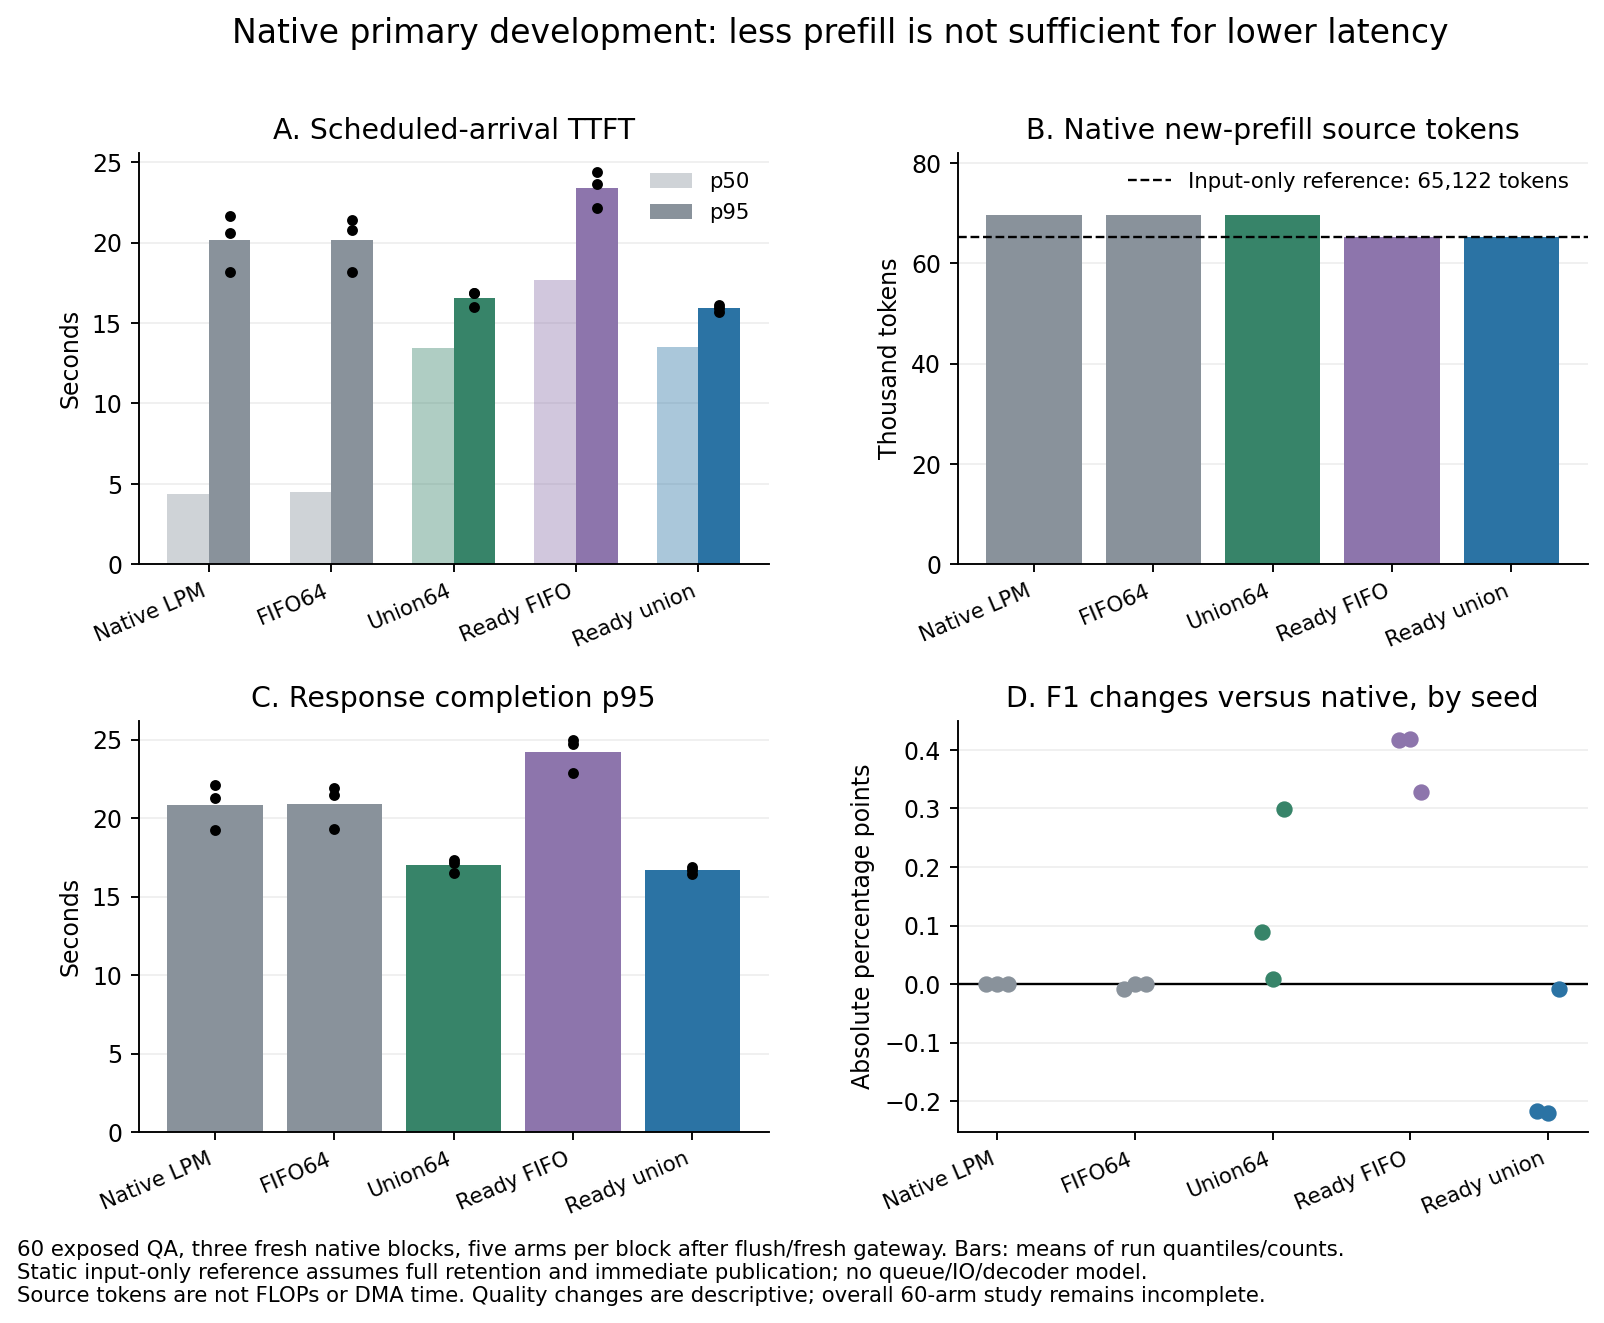 Native primary development: less prefill is not sufficient for lower latency
A. Scheduled-arrival TTFT
25
20
15
10
5
0
Seconds
p50
p95
Native LPM
FIFO64
Union64
Ready FIFO
Ready union
B. Native new-prefill source tokens
80
60
40
20
0
Thousand tokens
Input-only reference: 65,122 tokens
Native LPM
FIFO64
Union64
Ready FIFO
Ready union
C. Response completion p95
25
20
15
10
5
0
Seconds
Native LPM
FIFO64
Union64
Ready FIFO
Ready union
D. F1 changes versus native, by seed
0.4
0.3
0.2
0.1
0.0
−0.1
−0.2
Absolute percentage points
Native LPM
FIFO64
Union64
Ready FIFO
Ready union
60 exposed QA, three fresh native blocks, five arms per block after flush/fresh gateway. Bars: means of run quantiles/counts.
Static input-only reference assumes full retention and immediate publication; no queue/IO/decoder model.
Source tokens are not FLOPs or DMA time. Quality changes are descriptive; overall 60-arm study remains incomplete.